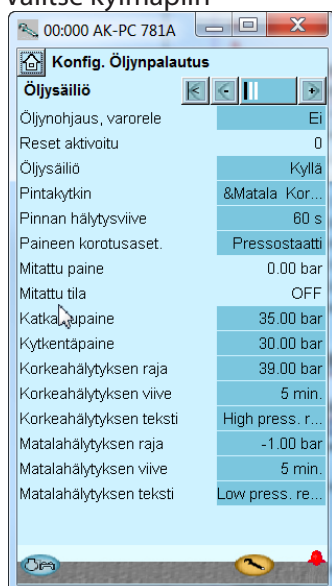 00:000 AK-PC 781A
Konfig. Öljynpalautus
Öljysäiliö
Öljynohjaus, varorele Ei
Reset aktivoitu 0
Öljysäiliö Kyllä
Pintakytkin &Matala Kor...
Pinnan hälytysviive 60 s
Paineen korotusaset. Pressostaatti
Mitattu paine 0.00 bar
Mitattu tila OFF
35.00 bar
Kytkentäpaine 30.00 bar
Korkeahälytyksen raja 39.00 bar
Korkeahälytyksen viive 5 min.
Korkeahälytyksen teksti High press. r...
Matalahälytyksen raja -1.00 bar
Matalahälytyksen viive 5 min.
Matalahälytyksen teksti Low press. re...